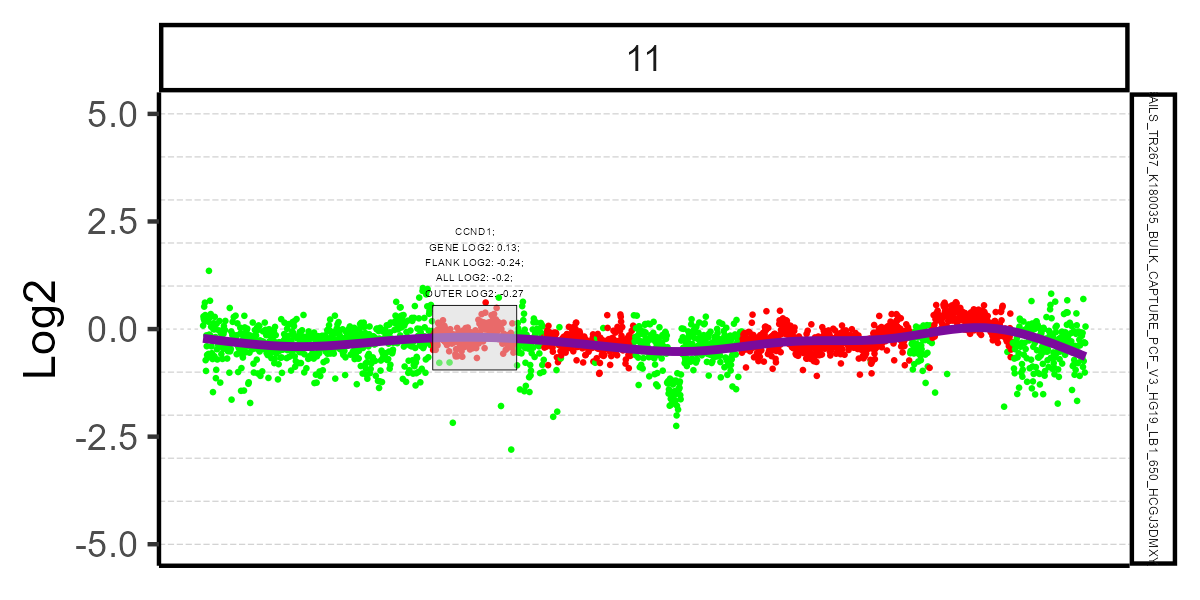 11
5.0
2.5
0.0
-2.5
-5.0
Log2
CCND1;
GENE LOG2: 0.13;
FLANK LOG2: -0.24;
ALL LOG2: -0.2;
OUTER LOG2: -0.27
AILS_TR267_K180035_BULK_CAPTURE_PCF_V3_HG19_LB1_650_HCGJ3DMXY